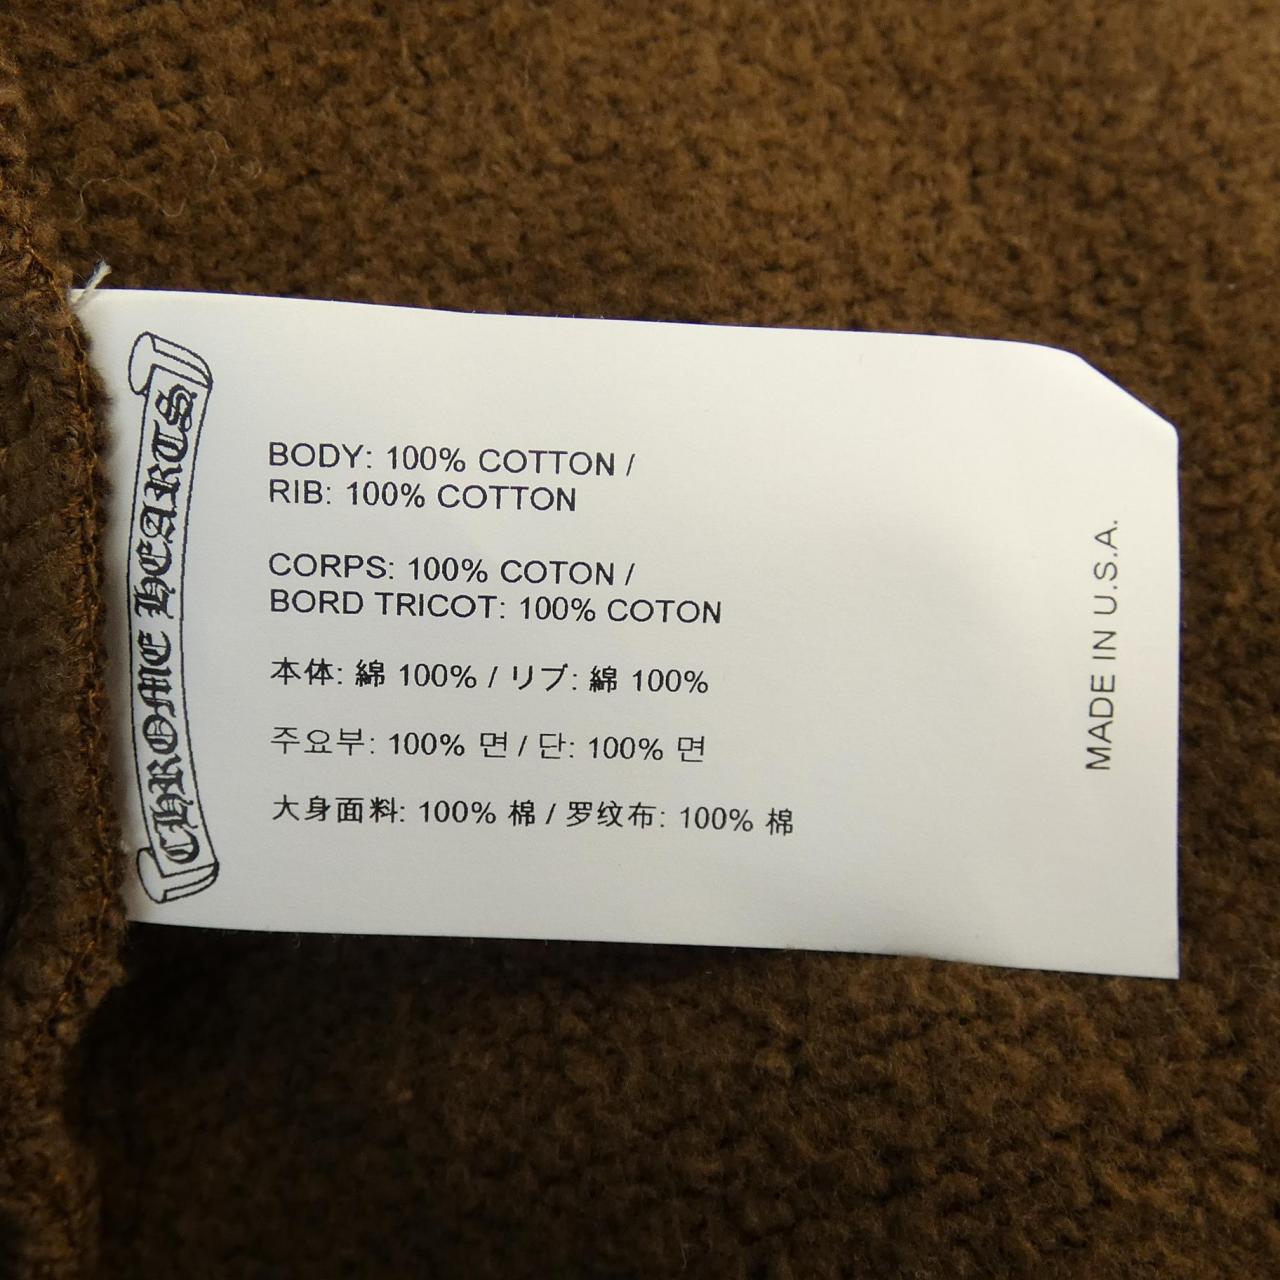 CHROME HEARTS
BODY: 100% COTTON /
RIB: 100% COTTON
CORPS: 100% COTON /
BORD TRICOT: 100% COTON
本体: 綿 100% / リブ: 綿 100%
주요부: 100% 면 / 단: 100% 면
大身面料: 100% 棉 / 罗纹布: 100% 棉
MADE IN U.S.A.